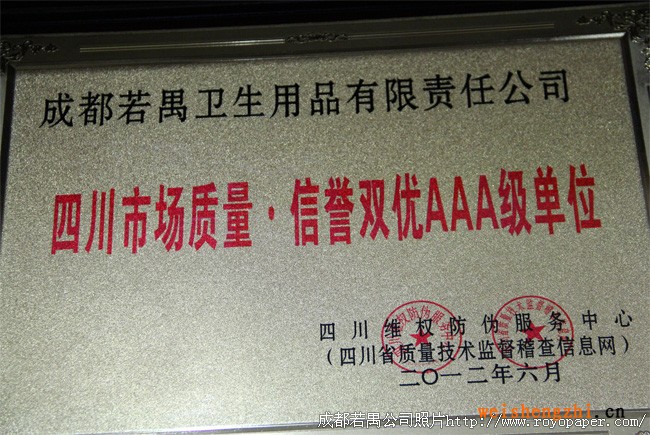 成都若禺卫生用品有限责任公司
四川市场质量·信誉双优AAA级单位
四川维权防伪服务中心
（四川省质量技术监督稽查信息网）
二〇一二年六月
weishengzhi.cn
成都若禺公司照片http://www.royopaper.com/